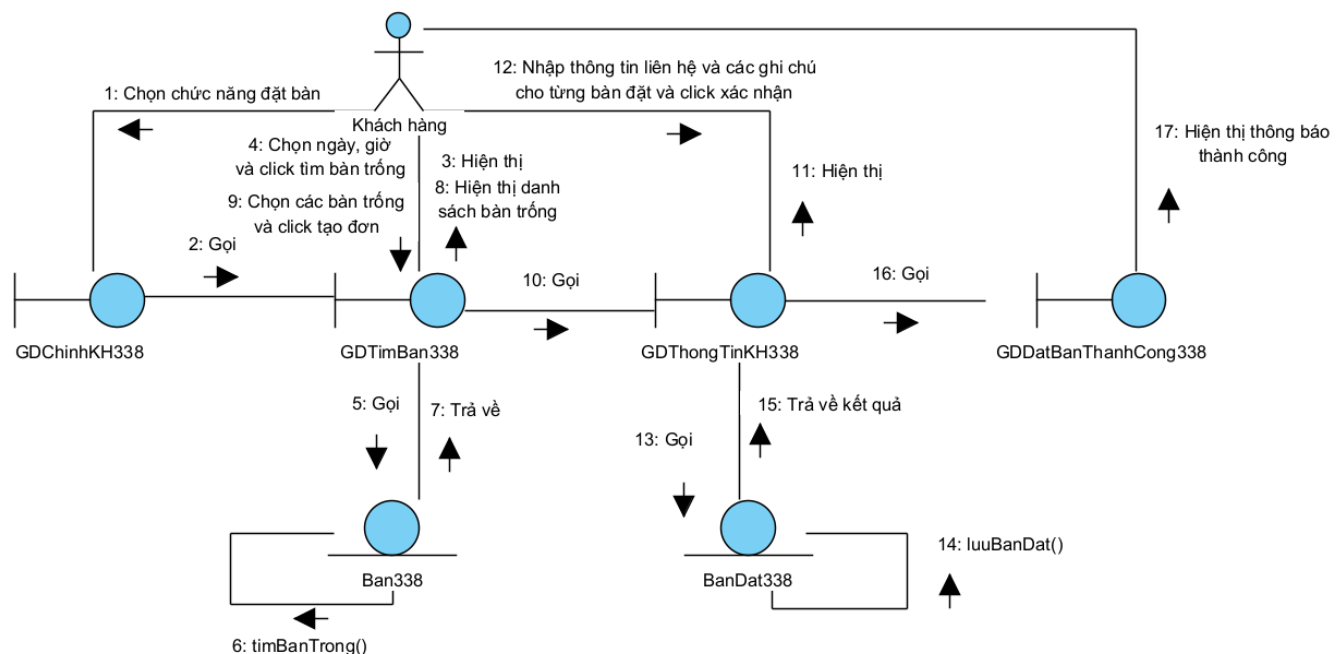 12: Nhập thông tin liên hệ và các ghi chú
cho từng bàn đặt và click xác nhận
1: Chọn chức năng đặt bàn
Khách hàng
4: Chọn ngày, giờ
và click tìm bàn trống
3: Hiện thị
8: Hiện thị danh
sách bàn trống
9: Chọn các bàn trống
và click tạo đơn
11: Hiện thị
17: Hiện thị thông báo
thành công
2: Gọi
10: Gọi
16: Gọi
GDChinhKH338
GDTimBan338
GDThongTinKH338
GDDatBanThanhCong338
5: Gọi
7: Trả về
13: Gọi
15: Trả về kết quả
Ban338
BanDat338
14: luuBanDat()
6: timBanTrong()